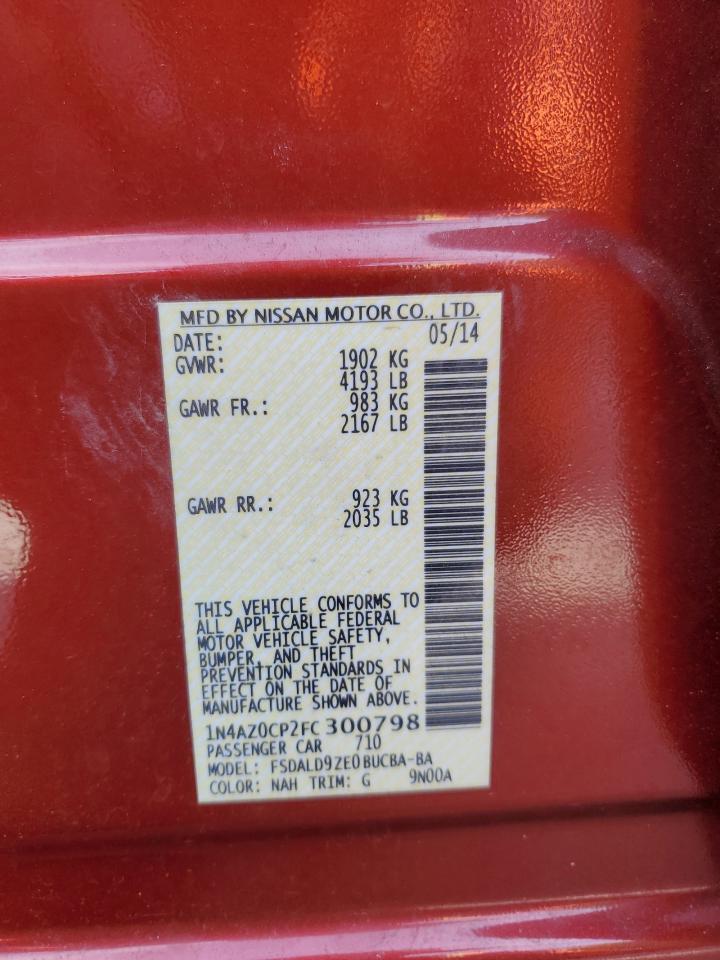 MFD BY NISSAN MOTOR CO., LTD.
DATE: 05/14
GVWR: 1902 KG
4193 LB
GAWR FR.: 983 KG
2167 LB
GAWR RR.: 923 KG
2035 LB
THIS VEHICLE CONFORMS TO
ALL APPLICABLE FEDERAL
MOTOR VEHICLE SAFETY,
BUMPER, AND THEFT
PREVENTION STANDARDS IN
EFFECT ON THE DATE OF
MANUFACTURE SHOWN ABOVE.
1N4AZ0CP2FC300798
PASSENGER CAR 710
MODEL: FSDALD9ZE0BUCBA-BA
COLOR: NAH TRIM: G 9N00A